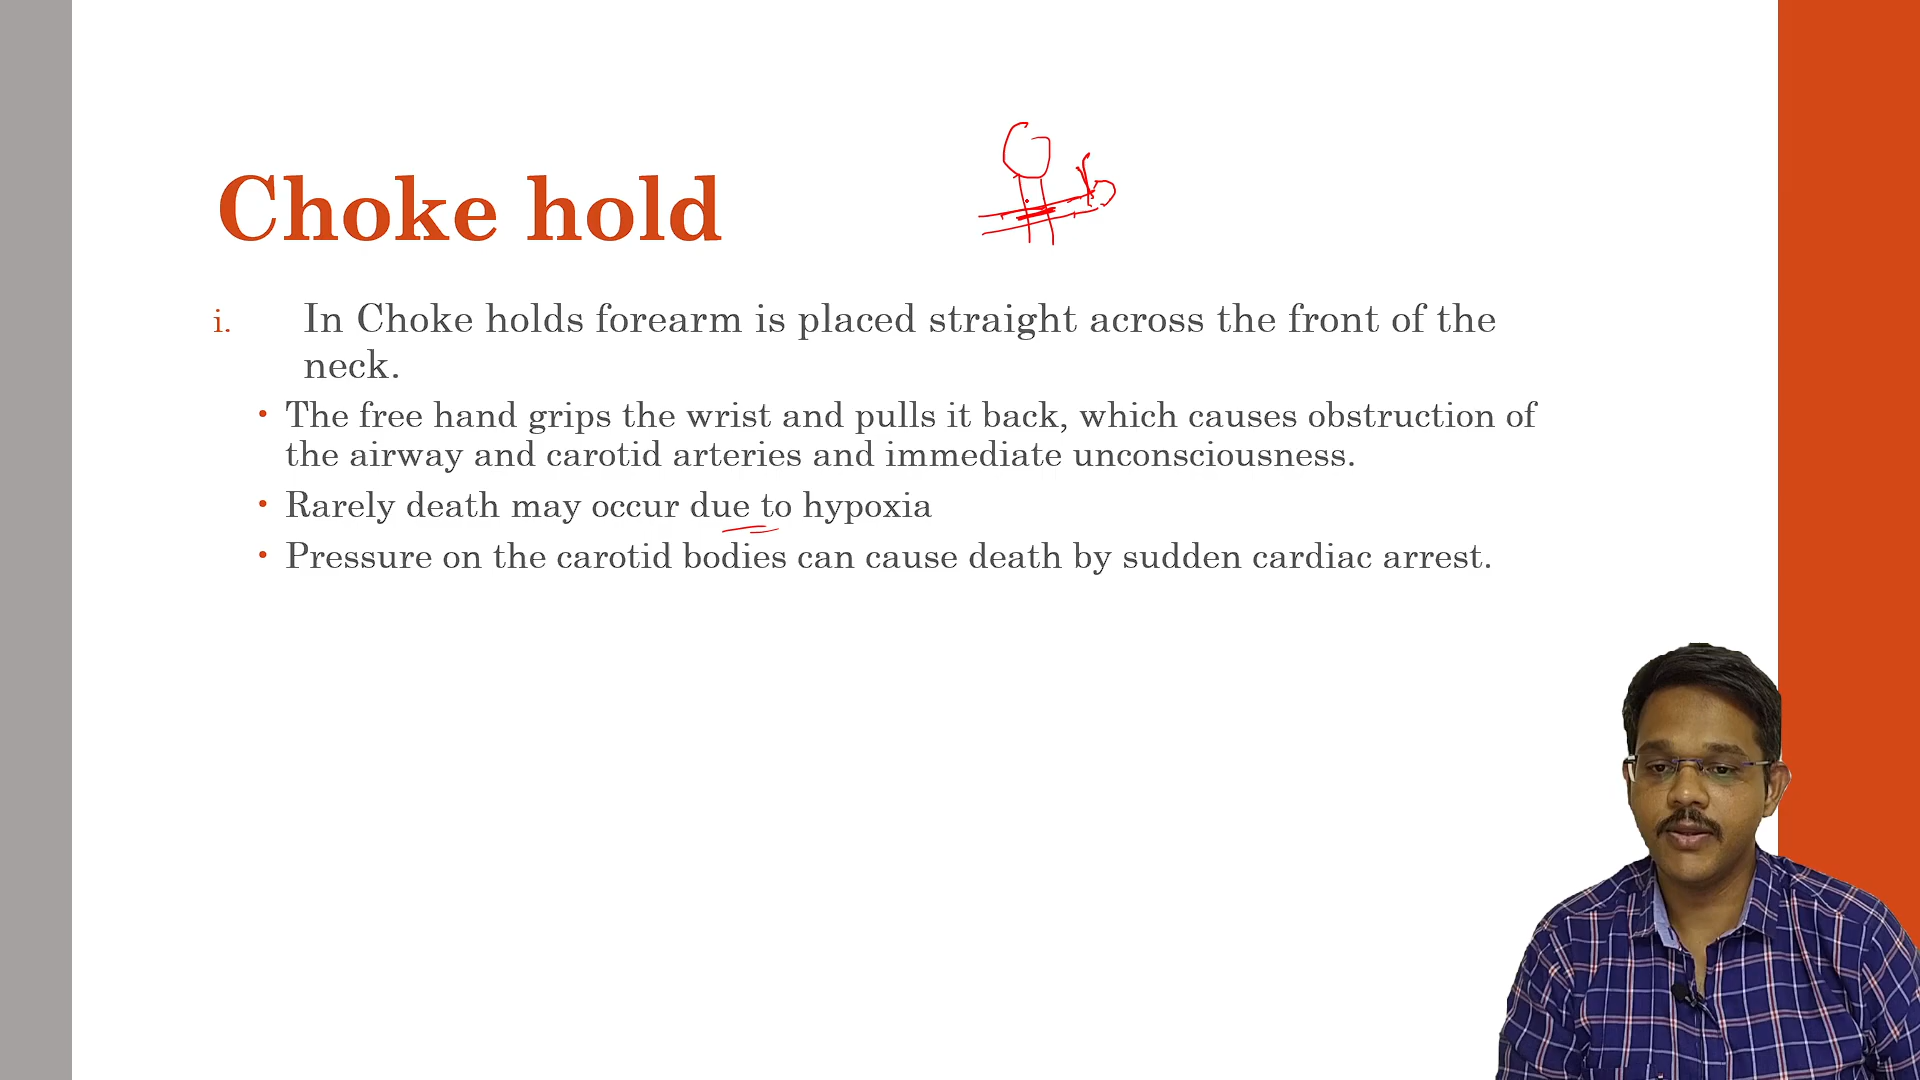 Choke hold
i. In Choke holds forearm is placed straight across the front of the
neck.
• The free hand grips the wrist and pulls it back, which causes obstruction of
the airway and carotid arteries and immediate unconsciousness.
• Rarely death may occur due to hypoxia
• Pressure on the carotid bodies can cause death by sudden cardiac arrest.